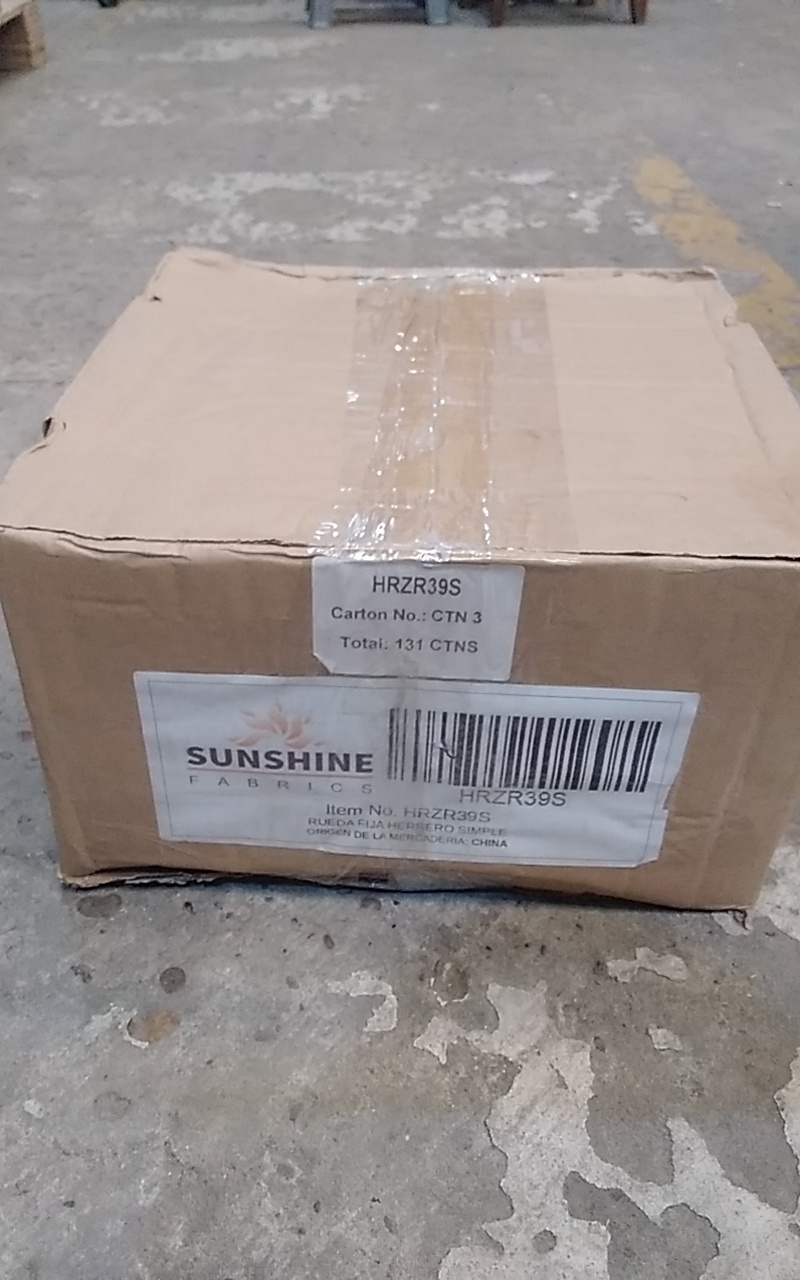 HRZR39S
Carton No.: CTN 3
Total: 131 CTNS
SUNSHINE
FABRICS
HRZR39S
Item No. HRZR39S
RUEDA FIJA HERRERO SIMPLE
ORIGEN DE LA MERCADERIA: CHINA